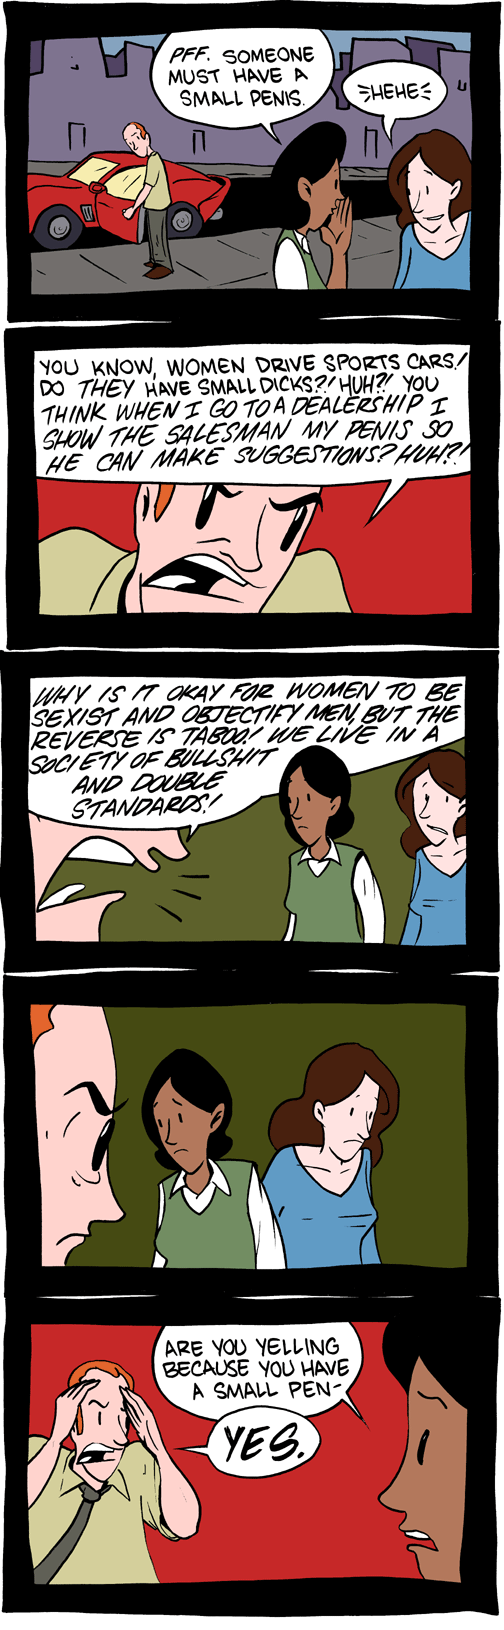 PFF. SOMEONE
MUST HAVE A
SMALL PENIS.
HEHE
YOU KNOW, WOMEN DRIVE SPORTS CARS!
DO THEY HAVE SMALL DICKS?! HUH?! YOU
THINK WHEN I GO TO A DEALERSHIP I
SHOW THE SALESMAN MY PENIS SO
HE CAN MAKE SUGGESTIONS? HUH?!
WHY IS IT OKAY FOR WOMEN TO BE
SEXIST AND OBJECTIFY MEN, BUT THE
REVERSE IS TABOO! WE LIVE IN A
SOCIETY OF BULLSHIT
AND DOUBLE
STANDARDS!
ARE YOU YELLING
BECAUSE YOU HAVE
A SMALL PEN-
YES.